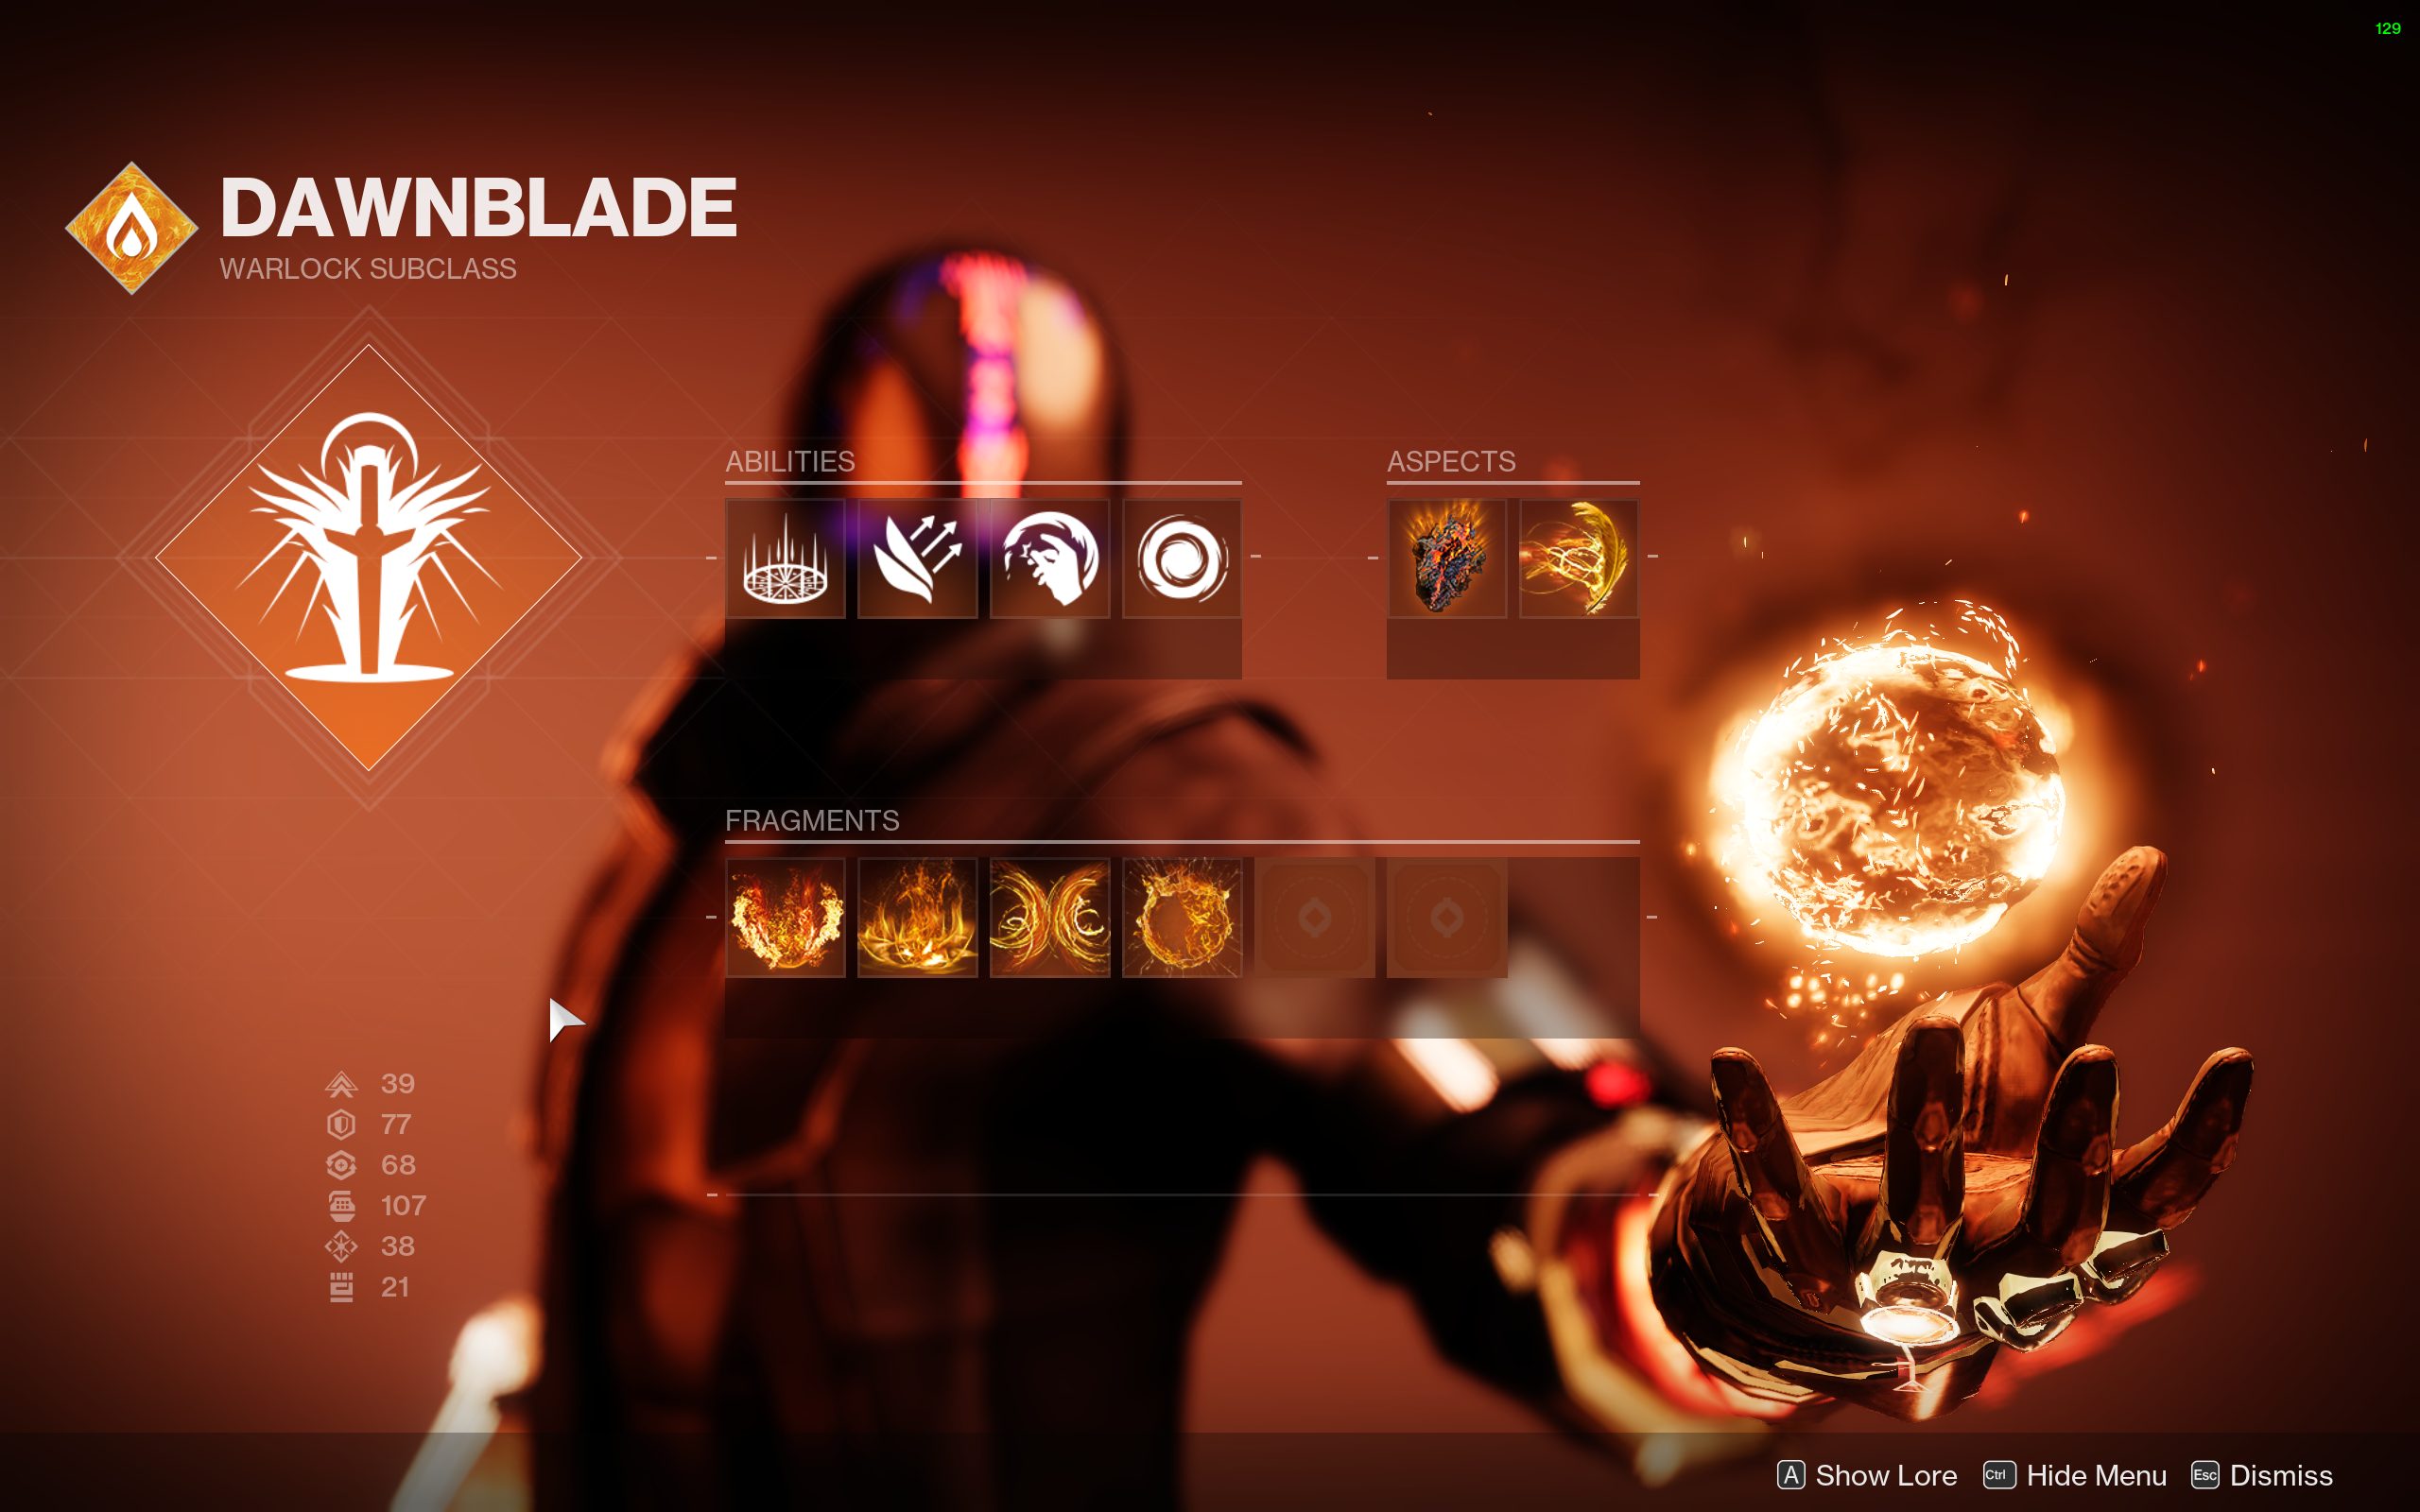 129
DAWNBLADE
WARLOCK SUBCLASS
ABILITIES
ASPECTS
FRAGMENTS
39
77
68
107
38
21
A Show Lore Ctrl Hide Menu Esc Dismiss